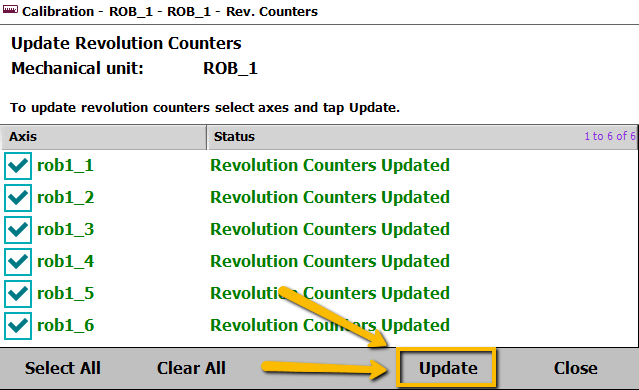 Calibration - ROB_1 - ROB_1 - Rev. Counters
Update Revolution Counters
Mechanical unit: ROB_1
To update revolution counters select axes and tap Update.
Axis Status 1 to 6 of 6
rob1_1 Revolution Counters Updated
rob1_2 Revolution Counters Updated
rob1_3 Revolution Counters Updated
rob1_4 Revolution Counters Updated
rob1_5 Revolution Counters Updated
rob1_6 Revolution Counters Updated
Select All Clear All Update Close